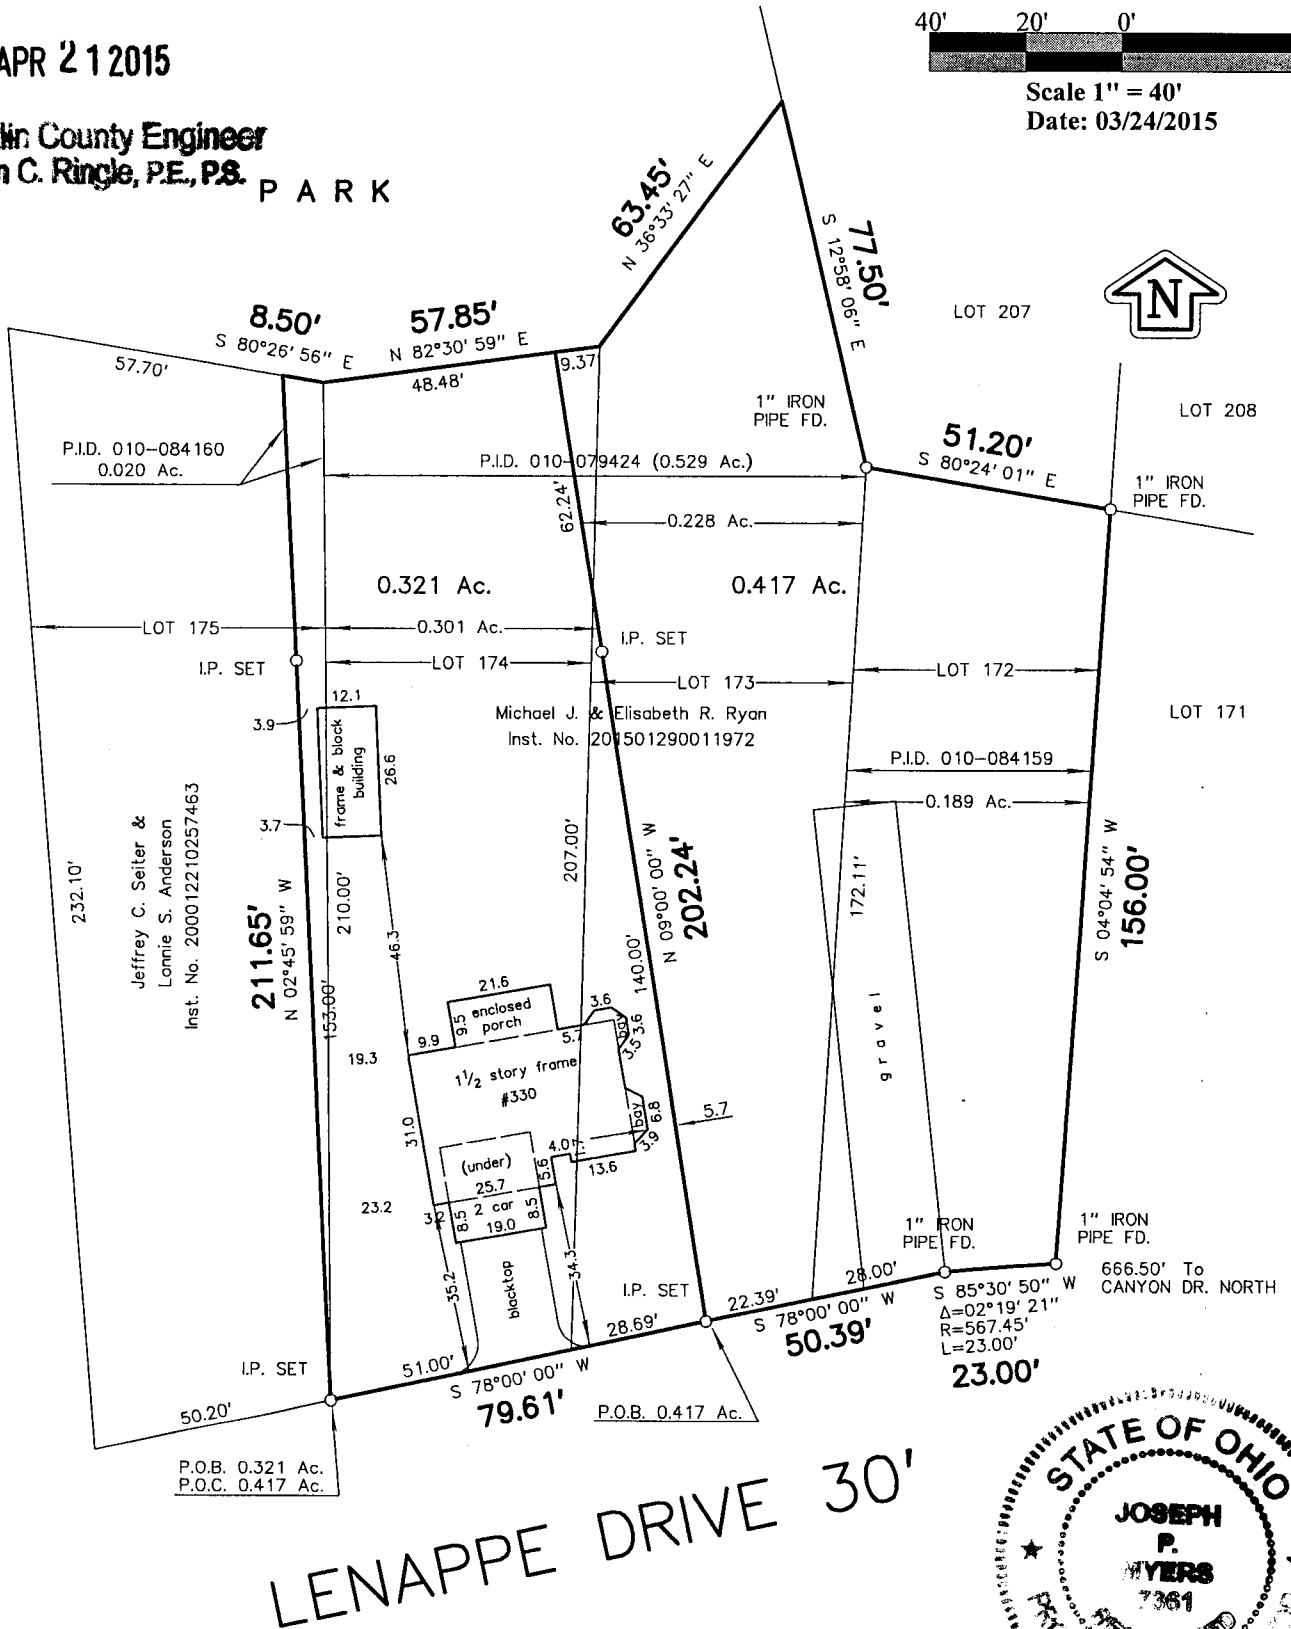 APR 21 2015
lin County Engineer
n C. Ringle, P.E., P.S.
PARK
40' 20' 0'
Scale 1" = 40'
Date: 03/24/2015
N
63.45'
N 36°33' 27" E
77.50'
S 12°58' 06" E
LOT 207
LOT 208
8.50'
S 80°26' 56" E
57.85'
N 82°30' 59" E
57.70'
48.48'
9.37
1" IRON
PIPE FD.
51.20'
S 80°24' 01" E
1" IRON
PIPE FD.
P.I.D. 010-084160
0.020 Ac.
P.I.D. 010-079424 (0.529 Ac.)
62.24'
0.228 Ac.
0.321 Ac.
0.417 Ac.
LOT 175
0.301 Ac.
I.P. SET
I.P. SET
LOT 174
LOT 173
LOT 172
LOT 171
12.1
3.9
frame & block
building
26.6
3.7
Michael J. & Elisabeth R. Ryan
Inst. No. 201501290011972
P.I.D. 010-084159
0.189 Ac.
232.10'
Jeffrey C. Seiter &
Lonnie S. Anderson
Inst. No. 200012210257463
211.65'
N 02°45' 59" W
210.00'
153.00'
207.00'
46.3
N 09°00' 00" W
202.24'
140.00'
172.11'
S 04°04' 54" W
156.00'
gravel
21.6
enclosed
porch
9.5
9.9
5.7
3.6
bay
3.6
3.5
19.3
1 1/2 story frame
#330
31.0
bay
6.8
3.9
5.7
4.0
1.7
13.6
5.6
(under)
25.7
2 car
19.0
8.5
8.5
3.2
23.2
35.2
blacktop
34.3
1" IRON
PIPE FD.
1" IRON
PIPE FD.
666.50' To
CANYON DR. NORTH
I.P. SET
28.00'
22.39'
S 78°00' 00" W
50.39'
S 85°30' 50" W
Δ=02°19' 21"
R=567.45'
L=23.00'
23.00'
28.69'
51.00'
S 78°00' 00" W
79.61'
I.P. SET
50.20'
P.O.B. 0.417 Ac.
P.O.B. 0.321 Ac.
P.O.C. 0.417 Ac.
LENAPPE DRIVE 30'
STATE OF OHIO
JOSEPH
P.
MYERS
7361